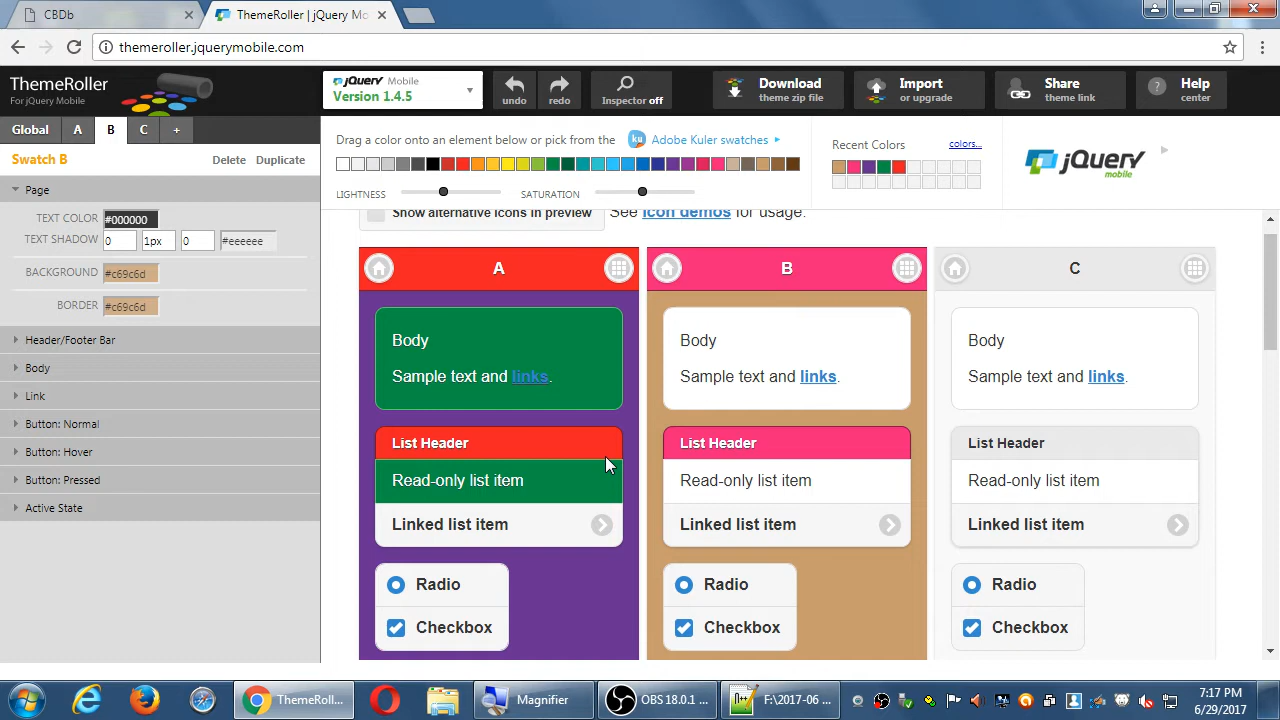 CBDb
ThemeRoller | jQuery Mo
themeroller.jquerymobile.com
ThemeRoller
For jQuery Mobile
jQuery Mobile
Version 1.4.5
undo
redo
Inspector off
Download
theme zip file
Import
or upgrade
Share
theme link
Help
center
Global
A
B
C
+
Swatch B
Delete
Duplicate
Page
TEXT COLOR
#000000
TEXT SHADOW
0
1px
0
#eeeeee
BACKGROUND
#c69c6d
BORDER
#c69c6d
Header/Footer Bar
Body
Link
Button: Normal
Button: Hover
Button: Pressed
Active State
Drag a color onto an element below or pick from the
ku
Adobe Kuler swatches
LIGHTNESS
SATURATION
Recent Colors
colors...
jQuery
mobile
Show alternative icons in preview
See icon demos for usage.
A
Body
Sample text and links.
List Header
Read-only list item
Linked list item
Radio
Checkbox
B
Body
Sample text and links.
List Header
Read-only list item
Linked list item
Radio
Checkbox
C
Body
Sample text and links.
List Header
Read-only list item
Linked list item
Radio
Checkbox
ThemeRoll...
Magnifier
OBS 18.0.1 ...
F:\2017-06 ...
7:17 PM
6/29/2017